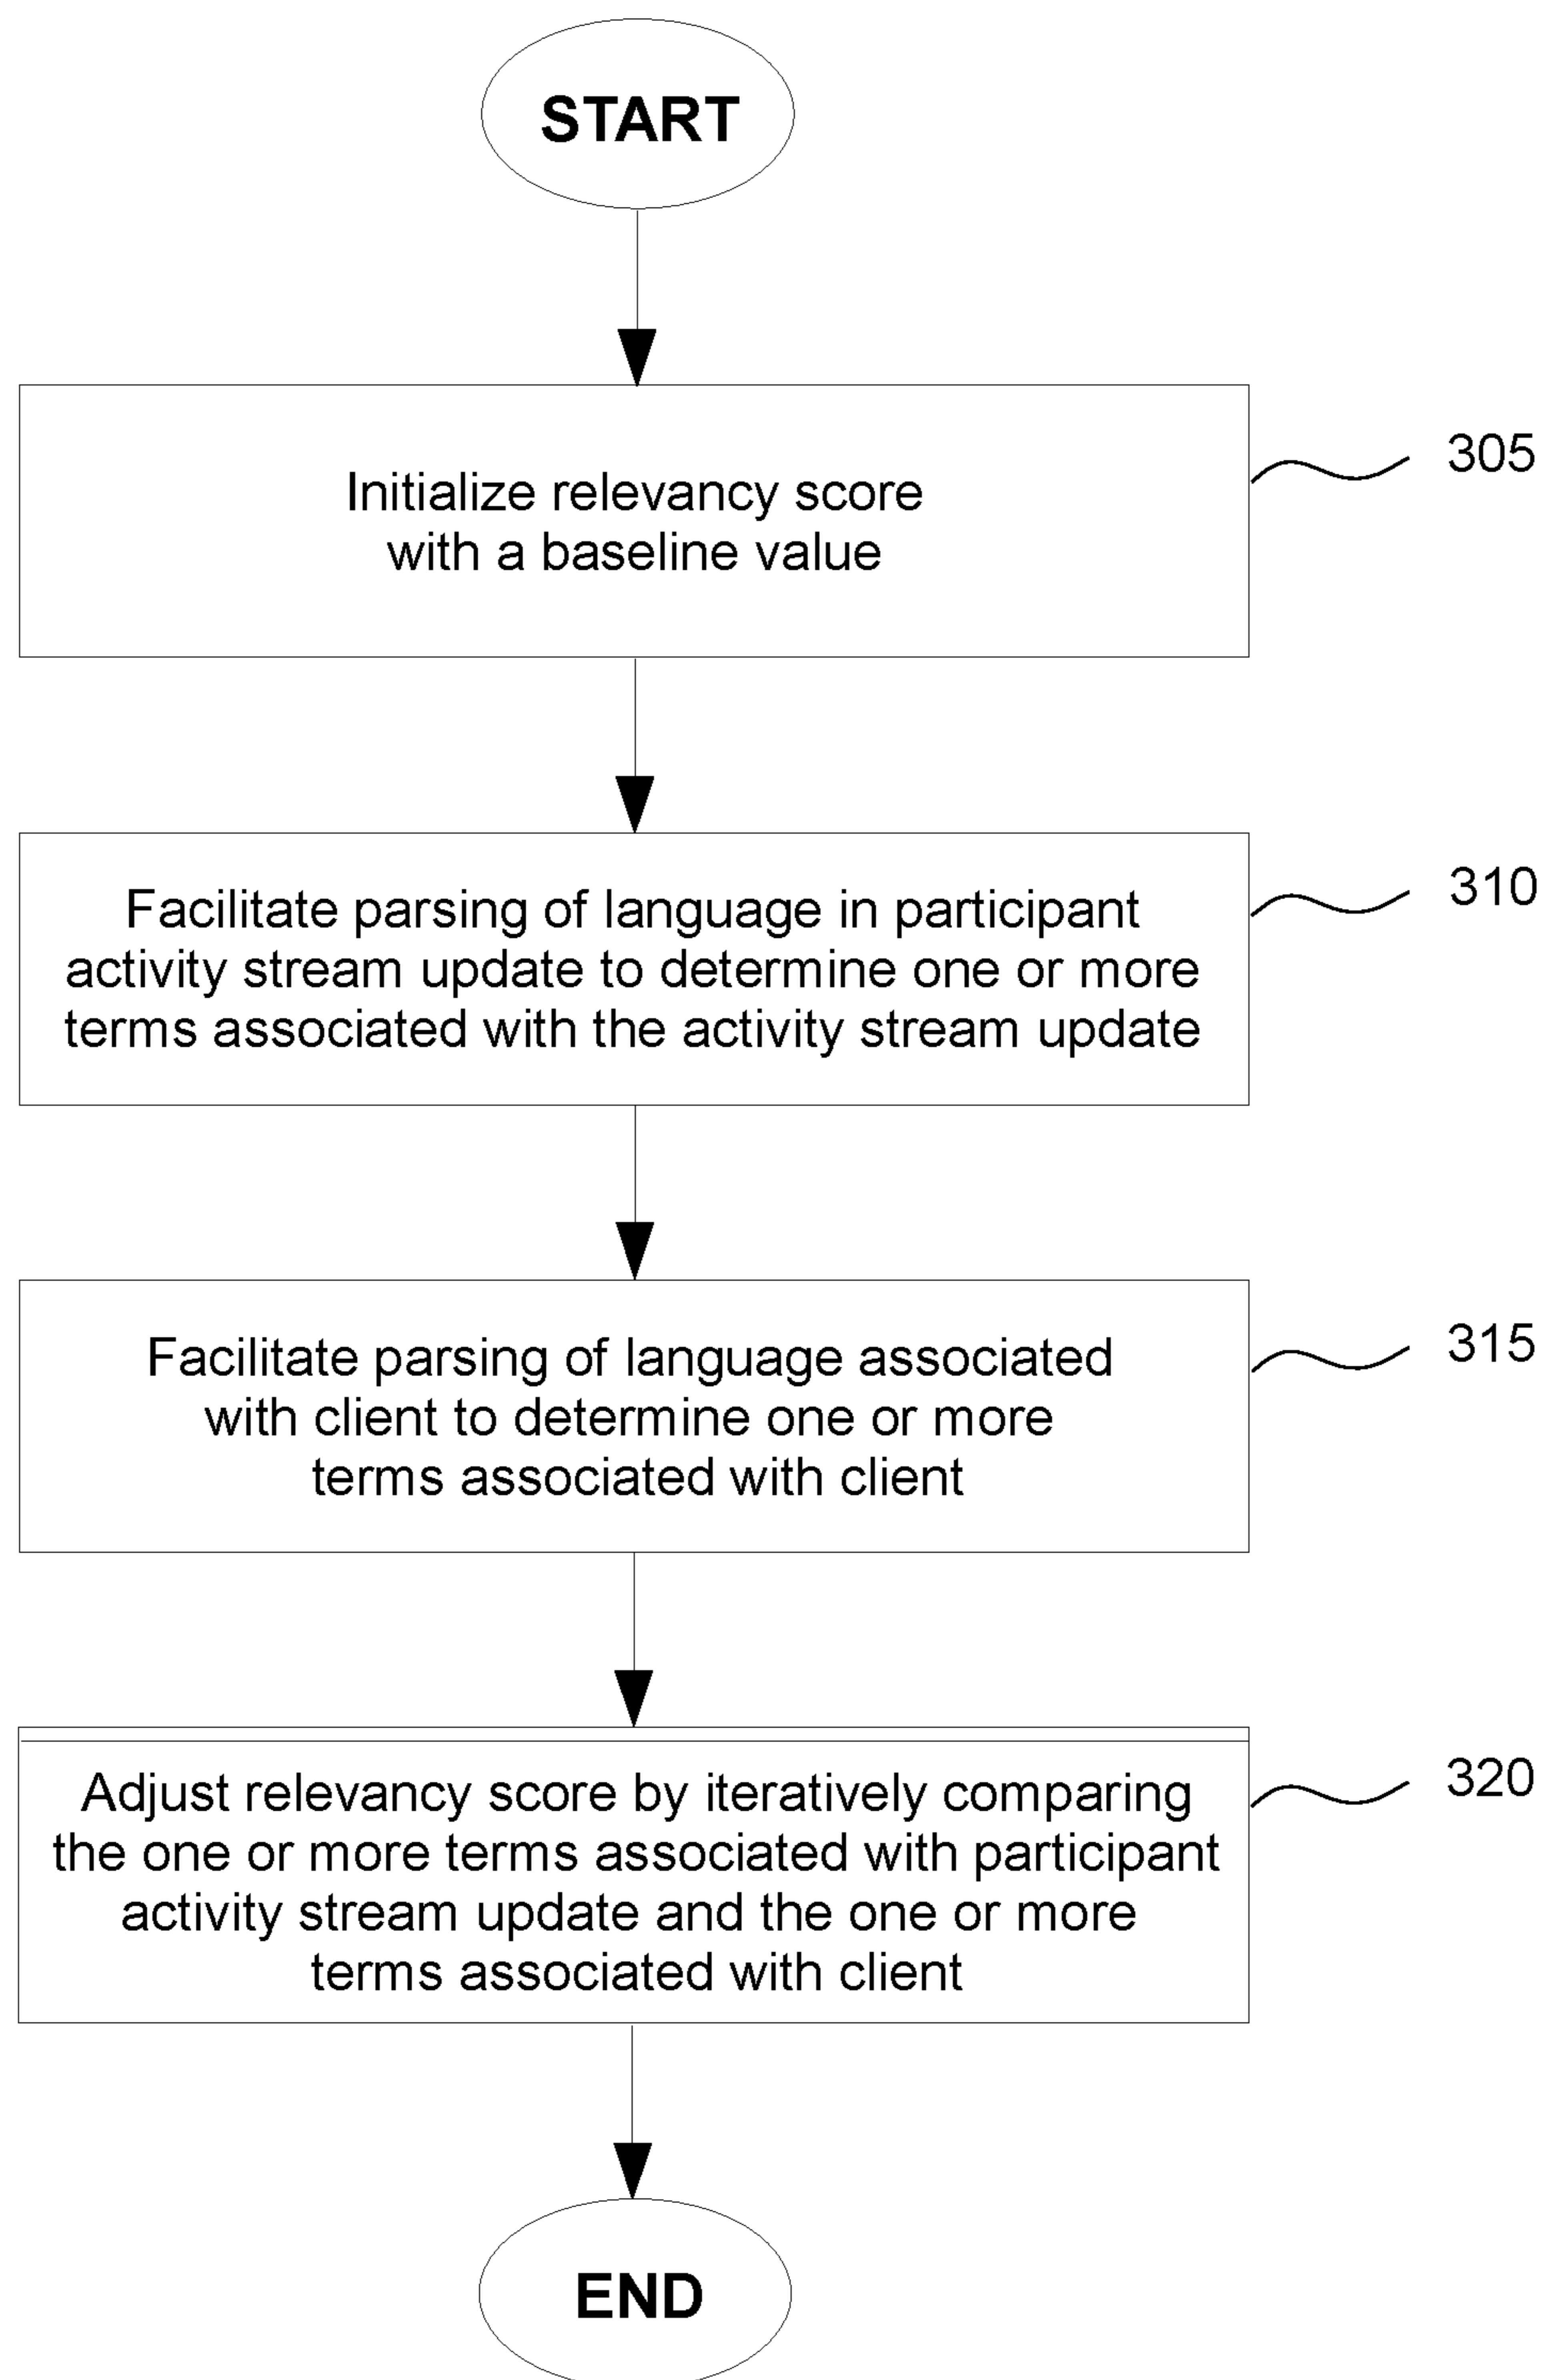 START
Initialize relevancy score
with a baseline value
305
Facilitate parsing of language in participant
activity stream update to determine one or more
terms associated with the activity stream update
310
Facilitate parsing of language associated
with client to determine one or more
terms associated with client
315
Adjust relevancy score by iteratively comparing
the one or more terms associated with participant
activity stream update and the one or more
terms associated with client
320
END